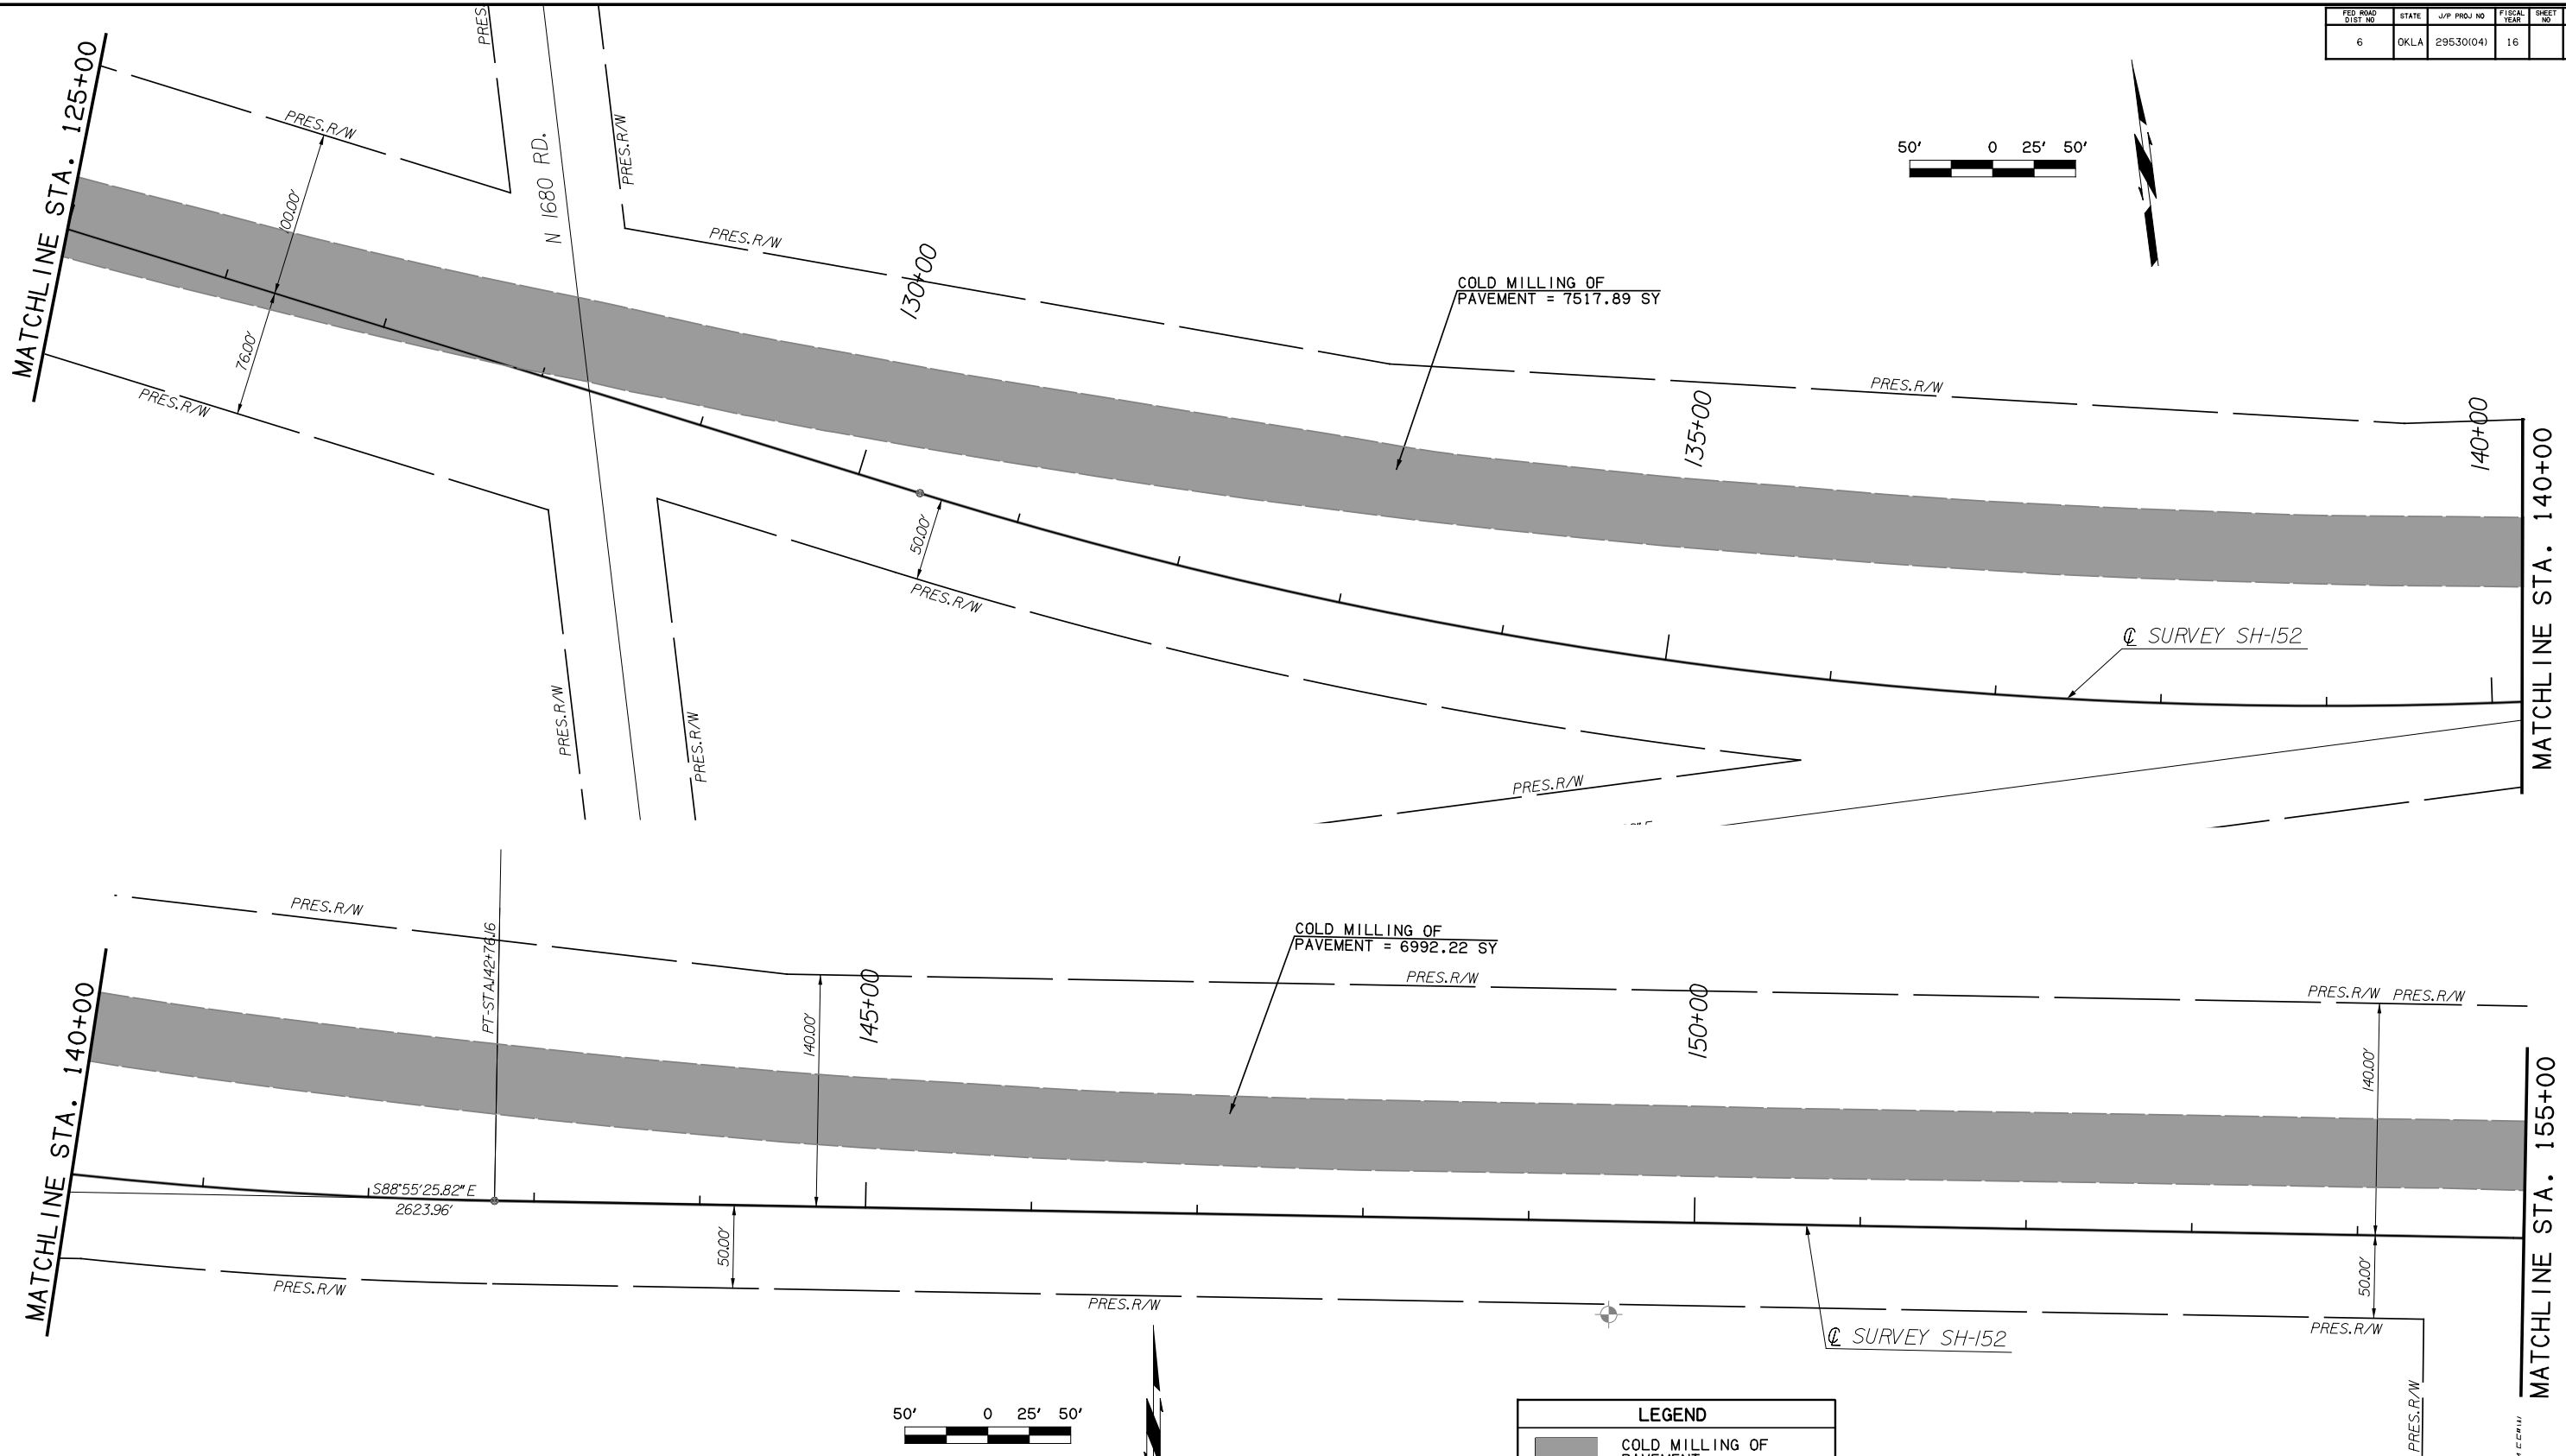 FED ROAD DIST NO
STATE
J/P PROJ NO
FISCAL YEAR
SHEET NO
6
OKLA
29530(04)
16
MATCHLINE STA. 125+00
PRES.
PRES.R/W
100.00'
76.00'
PRES.R/W
N 1680 RD.
PRES.R/W
PRES.R/W
130+00
50' 0 25' 50'
COLD MILLING OF
PAVEMENT = 7517.89 SY
PRES.R/W
135+00
140+00
MATCHLINE STA. 140+00
50.00'
PRES.R/W
℄ SURVEY SH-152
PRES.R/W
PRES.R/W
PRES.R/W
PRES.R/W
MATCHLINE STA. 140+00
PT-STA.142+76.16
140.00'
145+00
COLD MILLING OF
PAVEMENT = 6992.22 SY
PRES.R/W
150+00
PRES.R/W PRES.R/W
140.00'
MATCHLINE STA. 155+00
S88°55'25.82" E
2623.96'
50.00'
50.00'
PRES.R/W
PRES.R/W
℄ SURVEY SH-152
PRES.R/W
PRES.R/W
50' 0 25' 50'
LEGEND
COLD MILLING OF